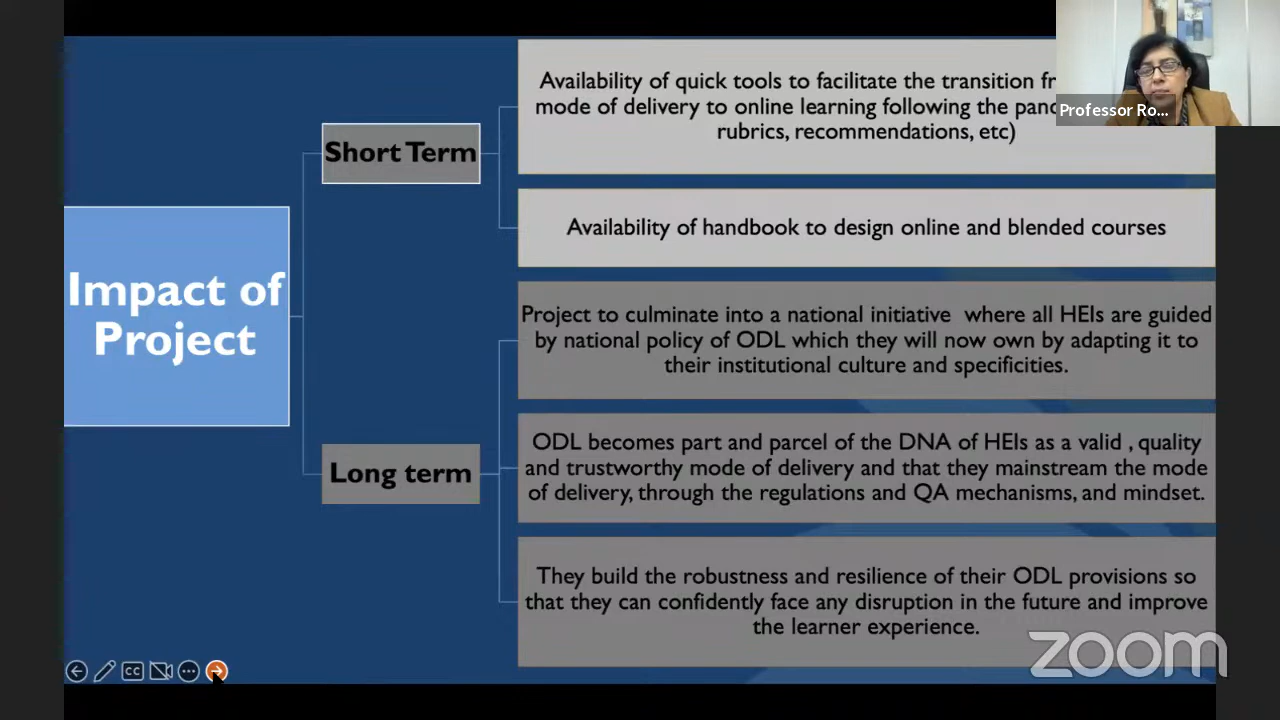 Impact of
Project
Short Term
Availability of quick tools to facilitate the transition
mode of delivery to online learning following the
rubrics, recommendations, etc)
Availability of handbook to design online and blended courses
Long term
Project to culminate into a national initiative where all HEIs are guided
by national policy of ODL which they will now own by adapting it to
their institutional culture and specificities.
ODL becomes part and parcel of the DNA of HEIs as a valid , quality
and trustworthy mode of delivery and that they mainstream the mode
of delivery, through the regulations and QA mechanisms, and mindset.
They build the robustness and resilience of their ODL provisions so
that they can confidently face any disruption in the future and improve
the learner experience.
Professor Ro...
CC
zoom